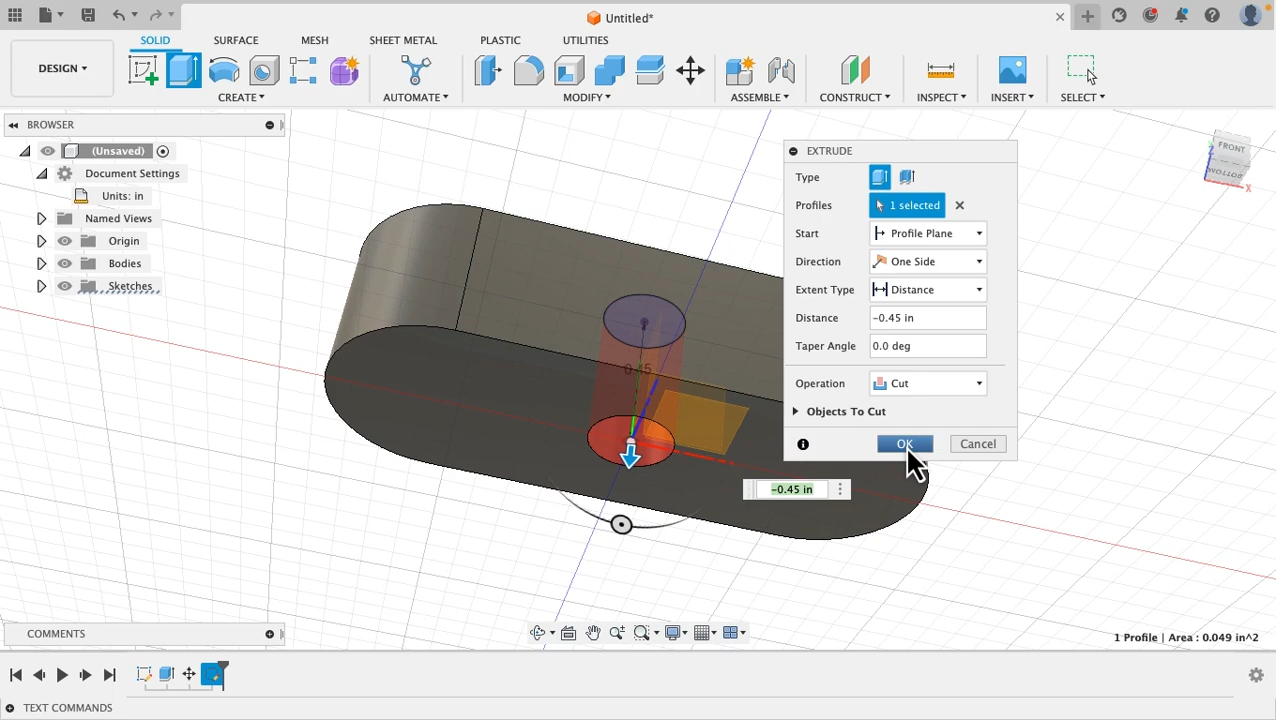 Untitled*
SOLID SURFACE MESH SHEET METAL PLASTIC UTILITIES
DESIGN
CREATE AUTOMATE MODIFY ASSEMBLE CONSTRUCT INSPECT INSERT SELECT
BROWSER
(Unsaved)
Document Settings
Units: in
Named Views
Origin
Bodies
Sketches
FRONT
BOTTOM
Z
X
EXTRUDE
Type
Profiles 1 selected
Start Profile Plane
Direction One Side
Extent Type Distance
Distance -0.45 in
Taper Angle 0.0 deg
Operation Cut
Objects To Cut
OK Cancel
0.45
-0.45 in
COMMENTS
1 Profile | Area : 0.049 in^2
TEXT COMMANDS